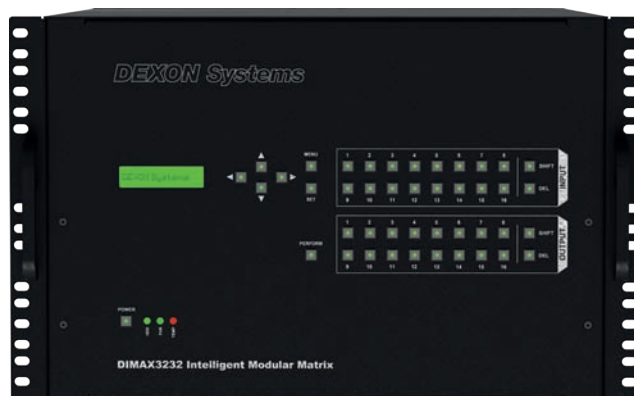 DEXON Systems
MENU
1 2 3 4 5 6 7 8
SHIFT
DEXON Systems
DEL
INPUT
SET
9 10 11 12 13 14 15 16
1 2 3 4 5 6 7 8
SHIFT
PERFORM
DEL
OUTPUT
9 10 11 12 13 14 15 16
POWER
TEMP
DIMAX3232 Intelligent Modular Matrix